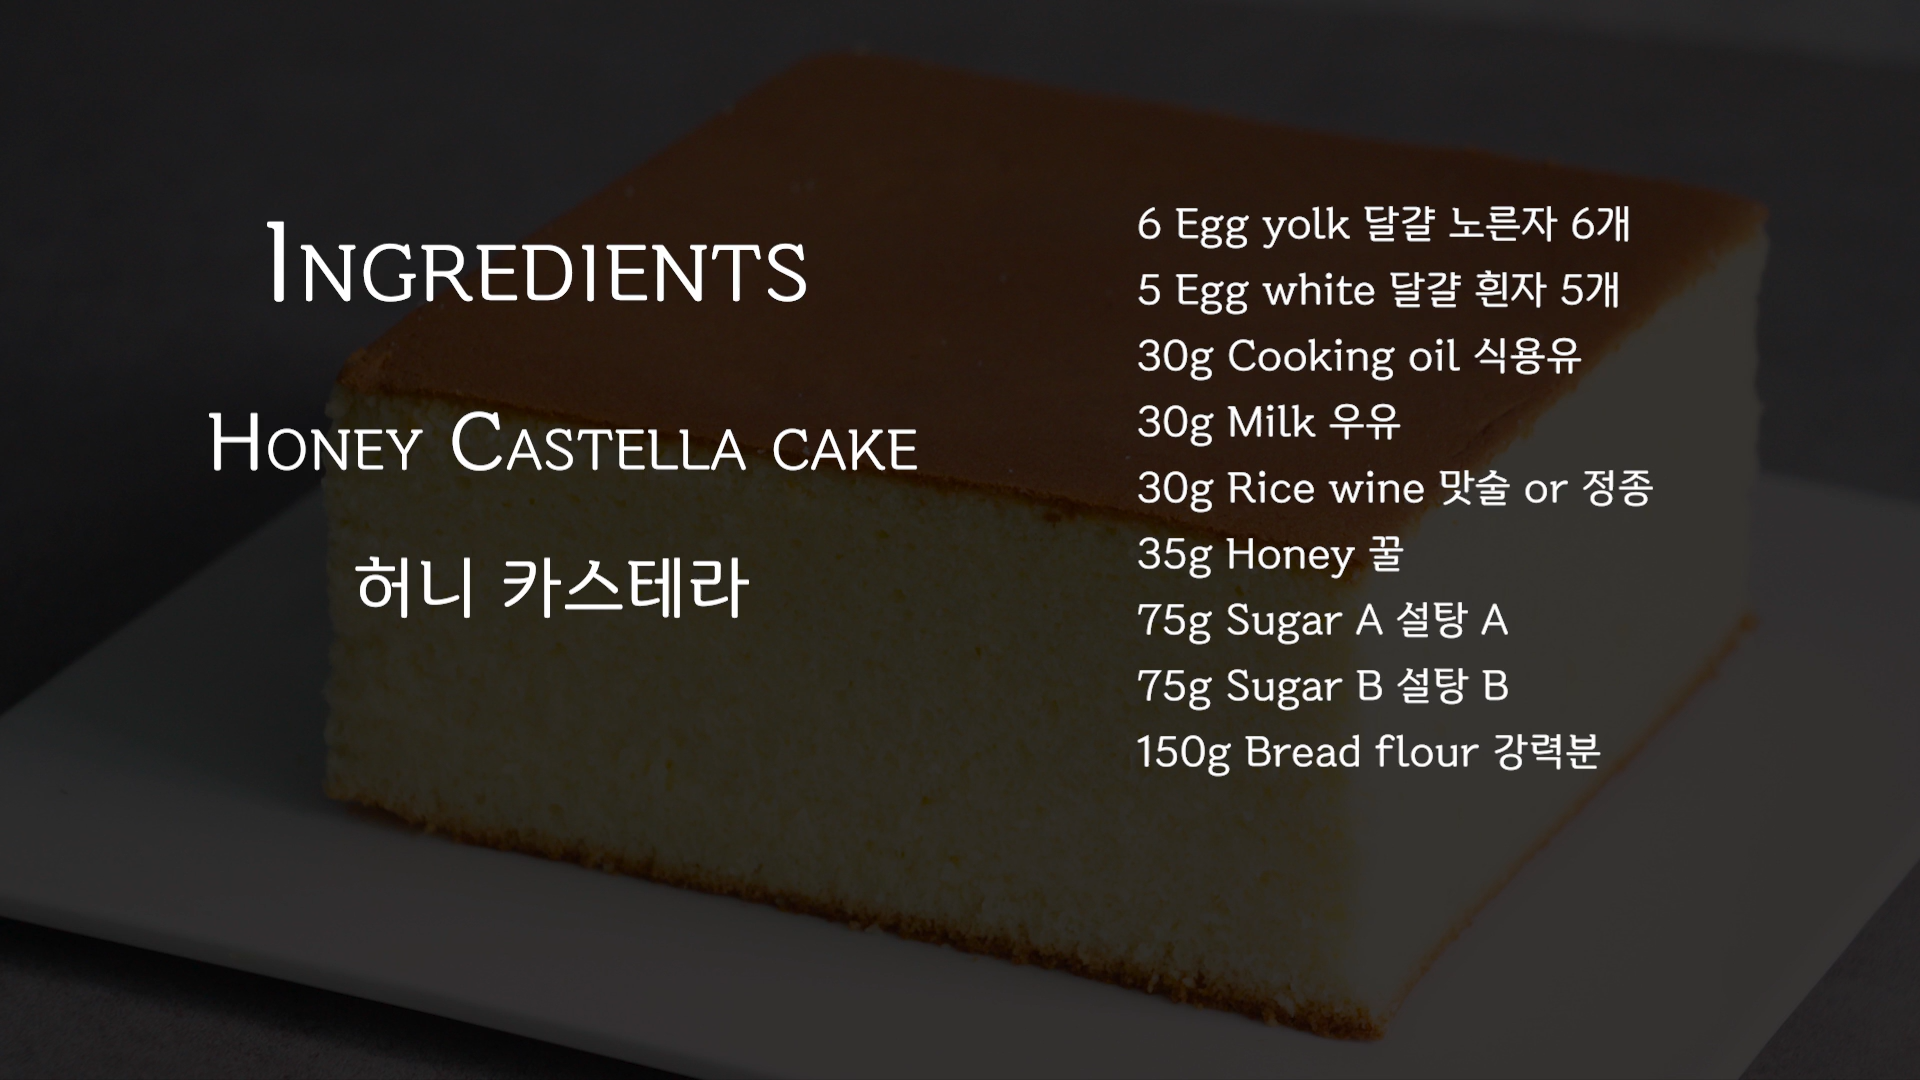 Ingredients
Honey Castella cake
허니 카스테라
6 Egg yolk 달걀 노른자 6개
5 Egg white 달걀 흰자 5개
30g Cooking oil 식용유
30g Milk 우유
30g Rice wine 맛술 or 정종
35g Honey 꿀
75g Sugar A 설탕 A
75g Sugar B 설탕 B
150g Bread flour 강력분